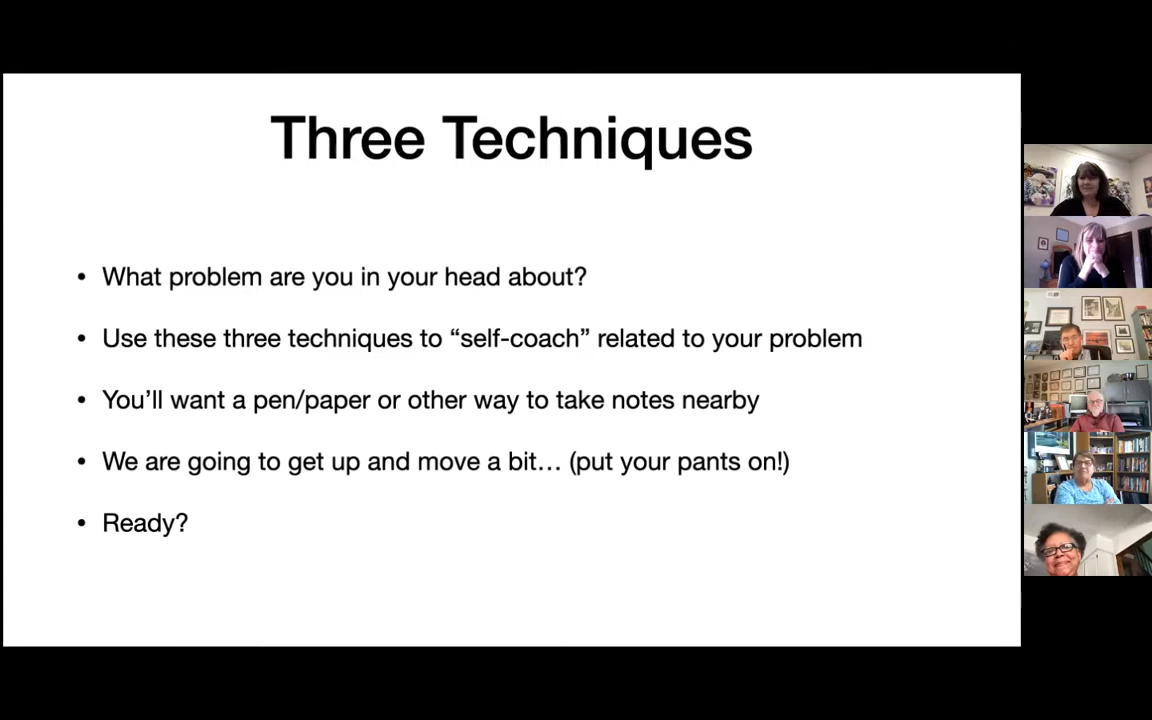 Three Techniques
• What problem are you in your head about?
• Use these three techniques to “self-coach” related to your problem
• You’ll want a pen/paper or other way to take notes nearby
• We are going to get up and move a bit… (put your pants on!)
• Ready?